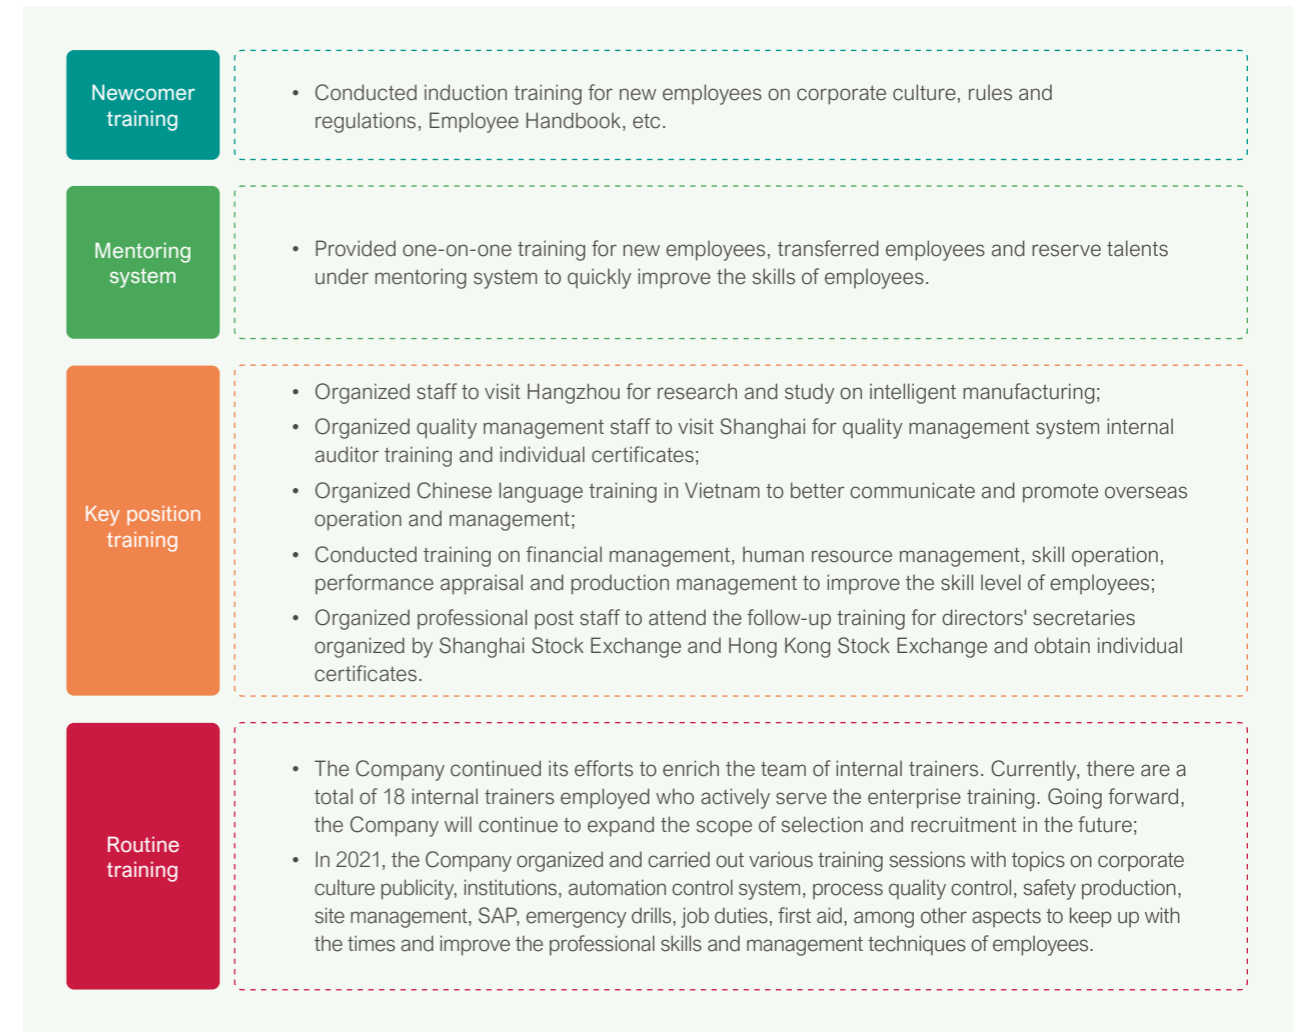 Newcomer
training
• Conducted induction training for new employees on corporate culture, rules and
regulations, Employee Handbook, etc.
Mentoring
system
• Provided one-on-one training for new employees, transferred employees and reserve talents
under mentoring system to quickly improve the skills of employees.
Key position
training
• Organized staff to visit Hangzhou for research and study on intelligent manufacturing;
• Organized quality management staff to visit Shanghai for quality management system internal
auditor training and individual certificates;
• Organized Chinese language training in Vietnam to better communicate and promote overseas
operation and management;
• Conducted training on financial management, human resource management, skill operation,
performance appraisal and production management to improve the skill level of employees;
• Organized professional post staff to attend the follow-up training for directors' secretaries
organized by Shanghai Stock Exchange and Hong Kong Stock Exchange and obtain individual
certificates.
Routine
training
• The Company continued its efforts to enrich the team of internal trainers. Currently, there are a
total of 18 internal trainers employed who actively serve the enterprise training. Going forward,
the Company will continue to expand the scope of selection and recruitment in the future;
• In 2021, the Company organized and carried out various training sessions with topics on corporate
culture publicity, institutions, automation control system, process quality control, safety production,
site management, SAP, emergency drills, job duties, first aid, among other aspects to keep up with
the times and improve the professional skills and management techniques of employees.